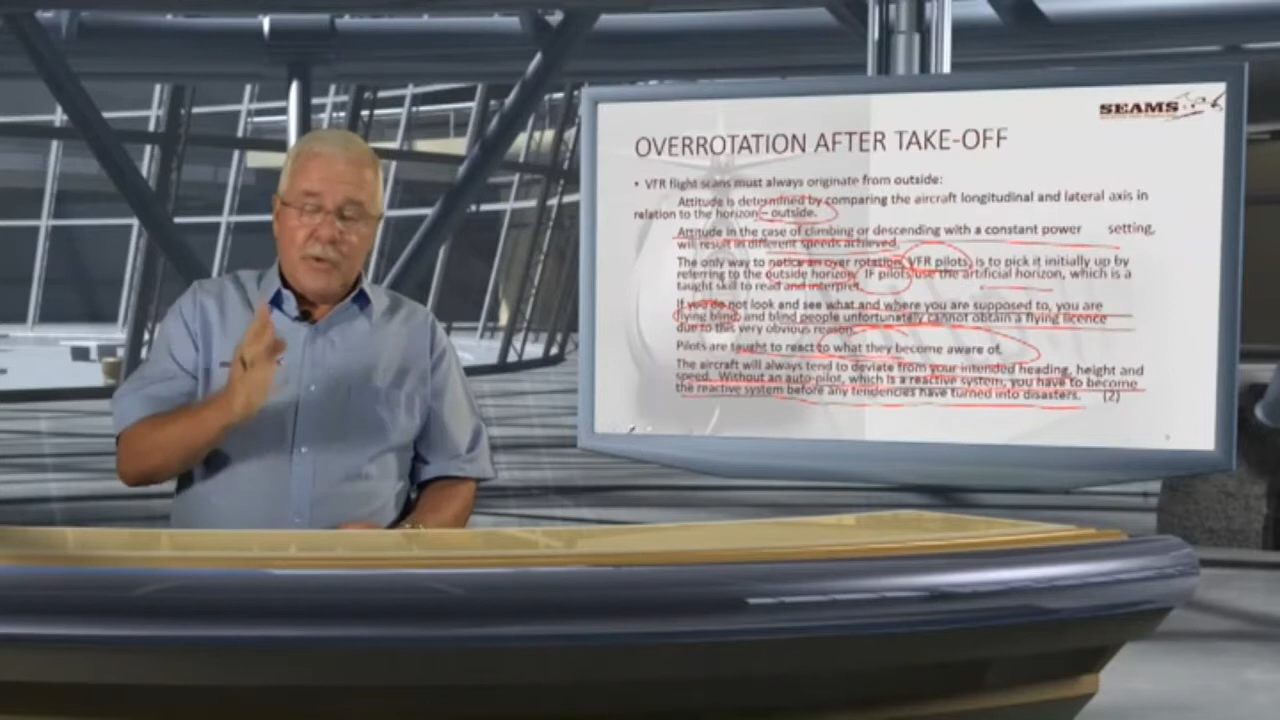 SEAMS
OVERROTATION AFTER TAKE-OFF
• VFR flight scans must always originate from outside:
Attitude is determined by comparing the aircraft longitudinal and lateral axis in
relation to the horizon – outside.
Attitude in the case of climbing or descending with a constant power setting,
will result in different speeds achieved.
The only way to notice an over rotation, VFR pilots, is to pick it initially up by
referring to the outside horizon. IF pilots use the artificial horizon, which is a
taught skill to read and interpret.
If you do not look and see what and where you are supposed to, you are
flying blind, and blind people unfortunately cannot obtain a flying licence
due to this very obvious reason.
Pilots are taught to react to what they become aware of.
The aircraft will always tend to deviate from your intended heading, height and
speed. Without an auto-pilot, which is a reactive system, you have to become
the reactive system before any tendencies have turned into disasters. (2)